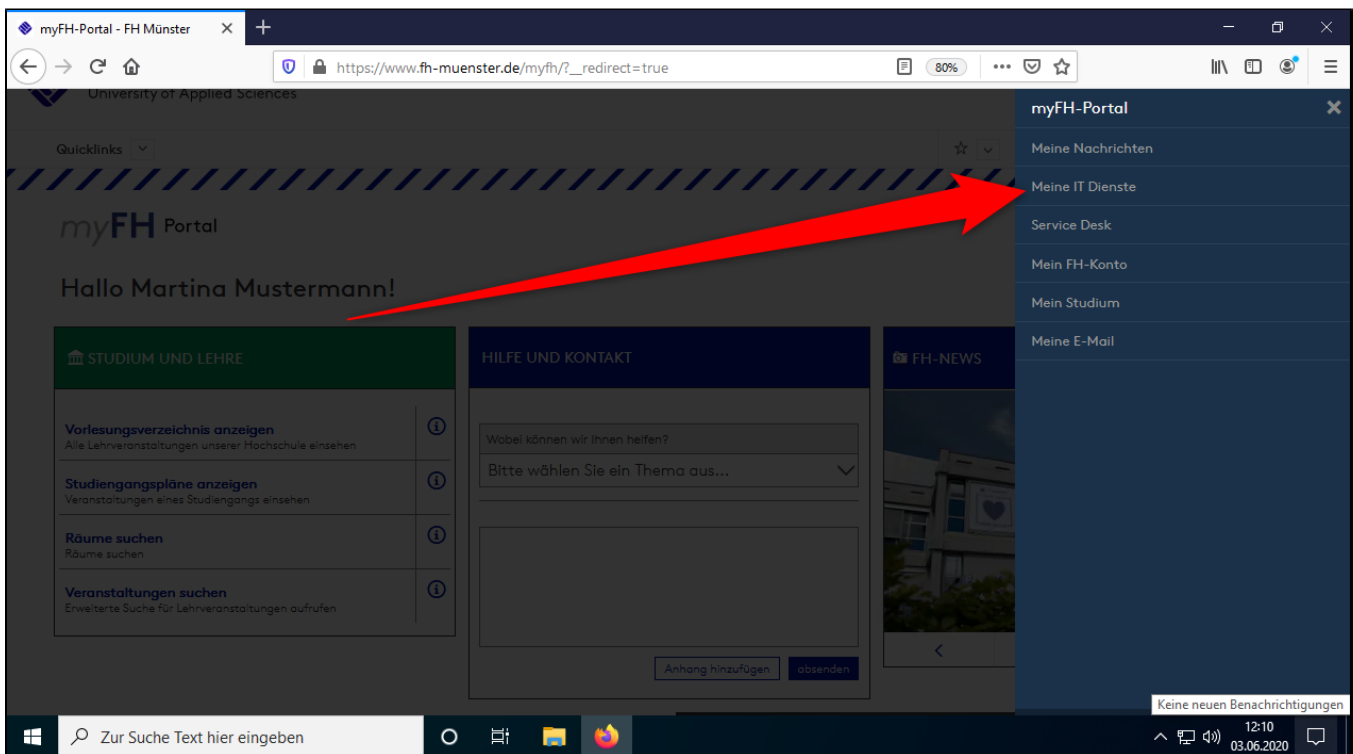 myFH-Portal - FH Münster
https://www.fh-muenster.de/myfh/?__redirect=true
80%
University of Applied Sciences
Quicklinks
myFH Portal
Hallo Martina Mustermann!
STUDIUM UND LEHRE
Vorlesungsverzeichnis anzeigen
Alle Lehrveranstaltungen unserer Hochschule einsehen
Studiengangspläne anzeigen
Veranstaltungen eines Studiengangs einsehen
Räume suchen
Räume suchen
Veranstaltungen suchen
Erweiterte Suche für Lehrveranstaltungen aufrufen
HILFE UND KONTAKT
Wobei können wir Ihnen helfen?
Bitte wählen Sie ein Thema aus...
Anhang hinzufügen
absenden
FH-NEWS
myFH-Portal
Meine Nachrichten
Meine IT Dienste
Service Desk
Mein FH-Konto
Mein Studium
Meine E-Mail
Keine neuen Benachrichtigungen
Zur Suche Text hier eingeben
12:10
03.06.2020